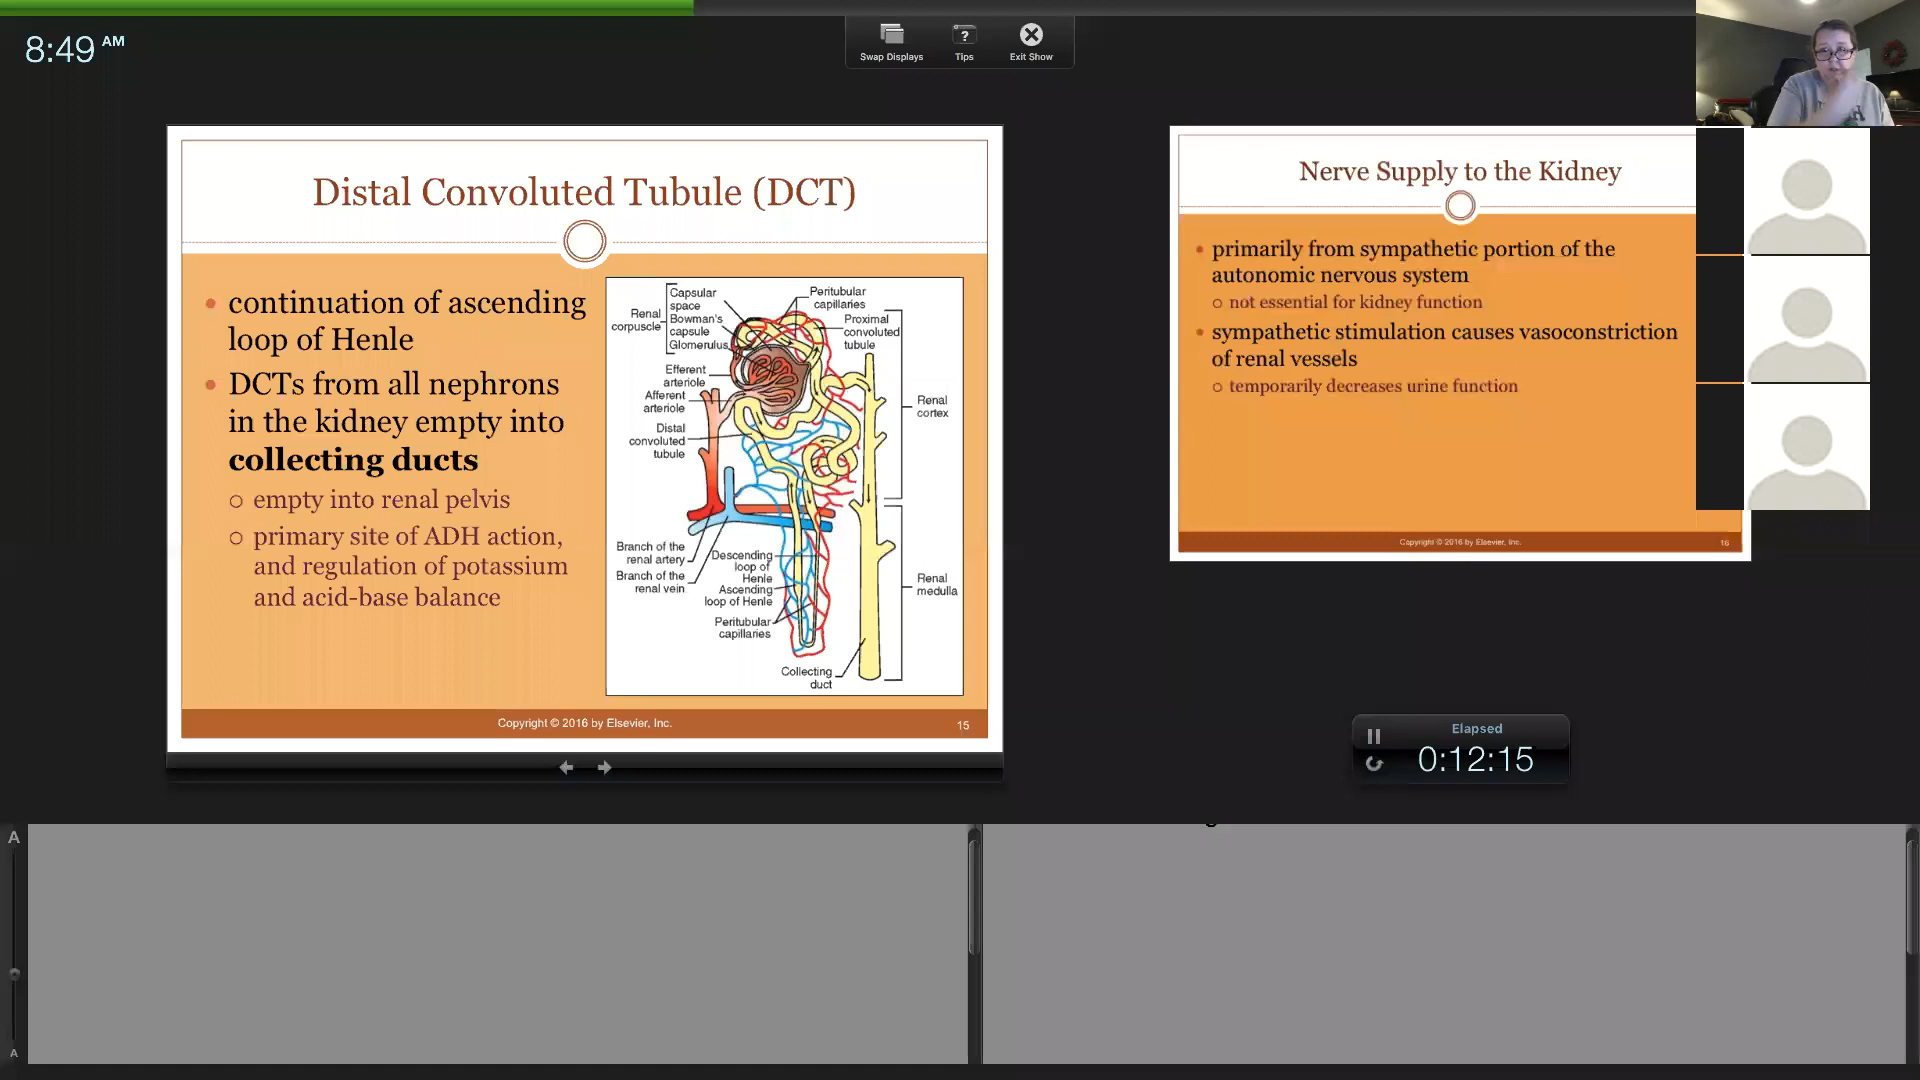 8:49 AM
Swap Displays
Tips
Exit Show
Distal Convoluted Tubule (DCT)
• continuation of ascending
loop of Henle
• DCTs from all nephrons
in the kidney empty into
collecting ducts
○ empty into renal pelvis
○ primary site of ADH action,
and regulation of potassium
and acid-base balance
Capsular
space
Renal
corpuscle
Bowman's
capsule
Glomerulus
Peritubular
capillaries
Proximal
convoluted
tubule
Efferent
arteriole
Afferent
arteriole
Distal
convoluted
tubule
Renal
cortex
Branch of the
renal artery
Branch of the
renal vein
Descending
loop of
Henle
Ascending
loop of Henle
Peritubular
capillaries
Renal
medulla
Collecting
duct
Copyright © 2016 by Elsevier, Inc.
15
Nerve Supply to the Kidney
• primarily from sympathetic portion of the
autonomic nervous system
○ not essential for kidney function
• sympathetic stimulation causes vasoconstriction
of renal vessels
○ temporarily decreases urine function
Copyright © 2016 by Elsevier, Inc.
16
Elapsed
0:12:15
A
A